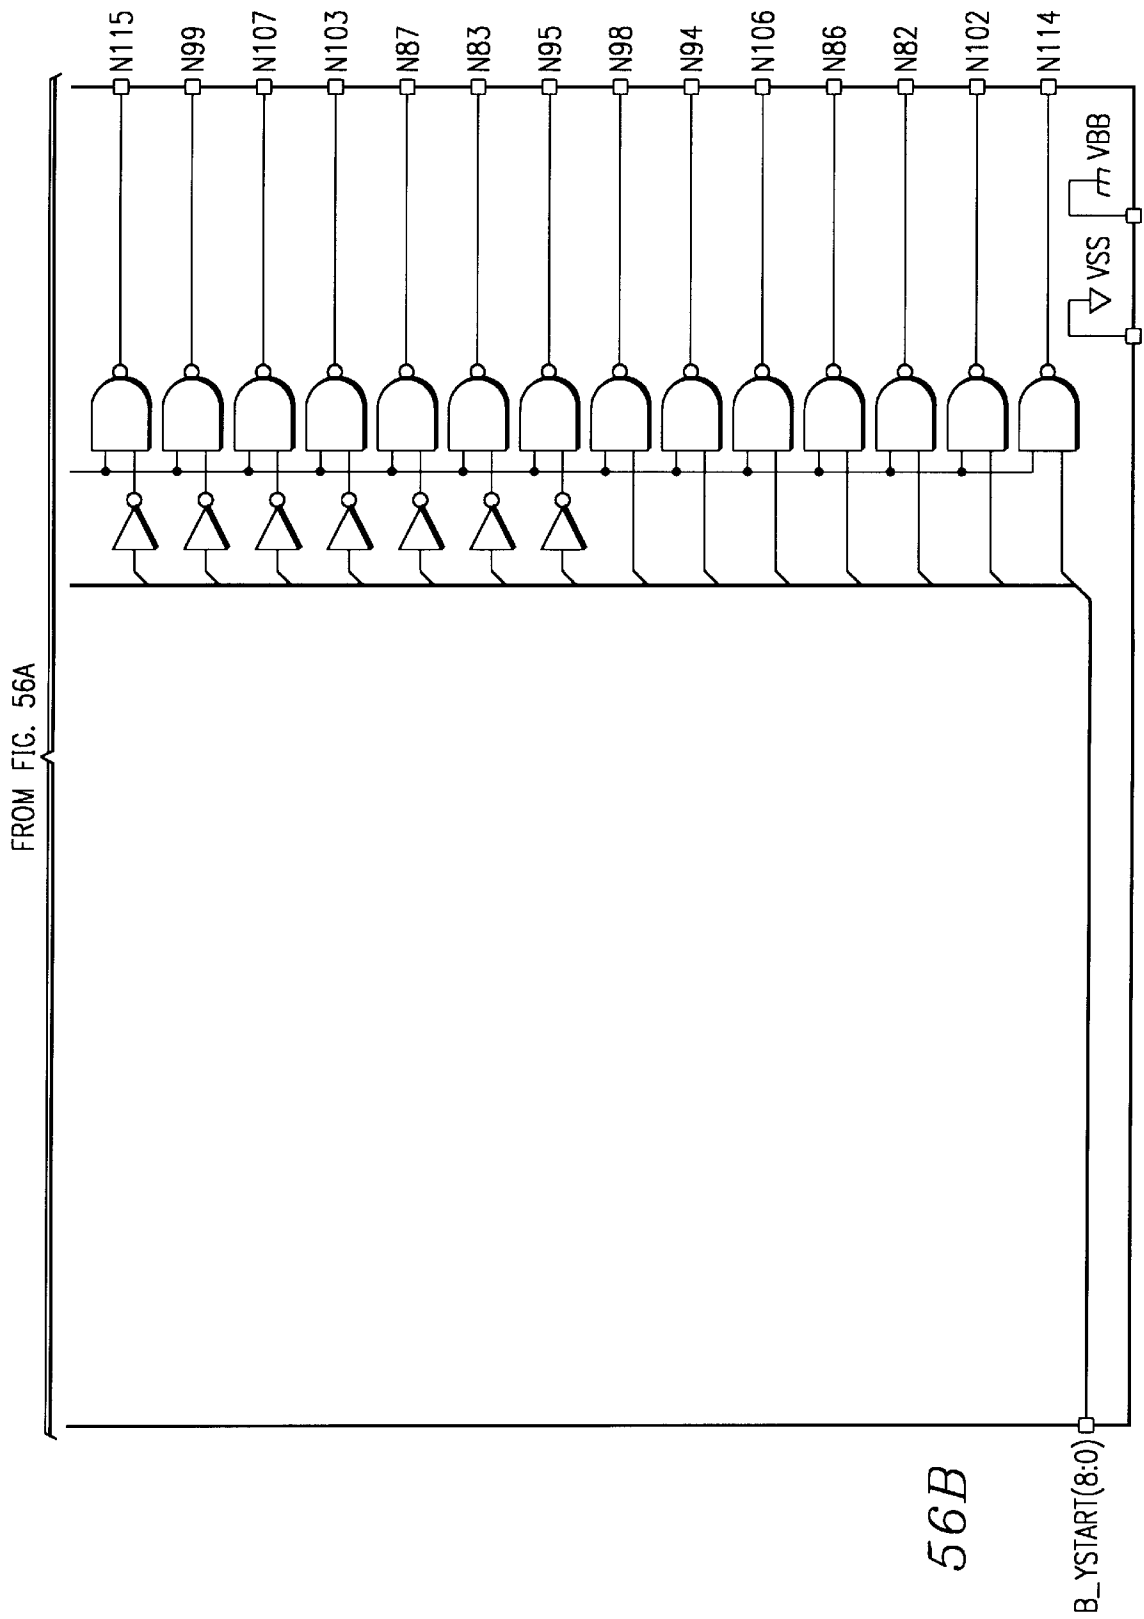 FROM FIG. 56A
N115
N99
N107
N103
N87
N83
N95
N98
N94
N106
N86
N82
N102
N114
VSS
VBB
B_YSTART(8:0)
56B